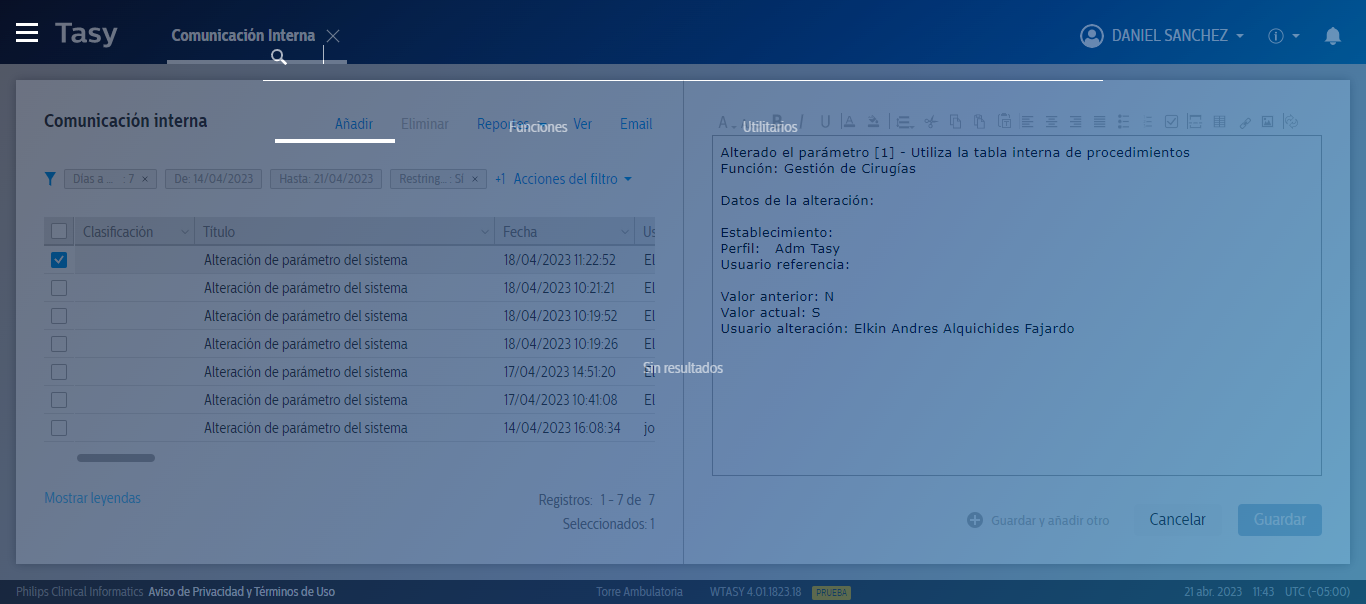 Tasy
Comunicación Interna
DANIEL SANCHEZ
Comunicación interna
Añadir
Eliminar
Reportes
Ver
Email
Funciones
Utilitarios
Días a ... : 7 ×
De: 14/04/2023
Hasta: 21/04/2023
Restring... : Sí ×
+1 Acciones del filtro
Clasificación Título Fecha Us
Alteración de parámetro del sistema 18/04/2023 11:22:52 El
Alteración de parámetro del sistema 18/04/2023 10:21:21 El
Alteración de parámetro del sistema 18/04/2023 10:19:52 El
Alteración de parámetro del sistema 18/04/2023 10:19:26 El
Alteración de parámetro del sistema 17/04/2023 14:51:20 El
Alteración de parámetro del sistema 17/04/2023 10:41:08 El
Alteración de parámetro del sistema 14/04/2023 16:08:34 jo
Sin resultados
Mostrar leyendas
Registros: 1 - 7 de 7
Seleccionados: 1
Alterado el parámetro [1] - Utiliza la tabla interna de procedimientos
Función: Gestión de Cirugías
Datos de la alteración:
Establecimiento:
Perfil: Adm Tasy
Usuario referencia:
Valor anterior: N
Valor actual: S
Usuario alteración: Elkin Andres Alquichides Fajardo
Guardar y añadir otro
Cancelar
Guardar
Philips Clinical Informatics Aviso de Privacidad y Términos de Uso
Torre Ambulatoria
WTASY 4.01.1823.18
PRUEBA
21 abr. 2023 11:43 UTC (-05:00)